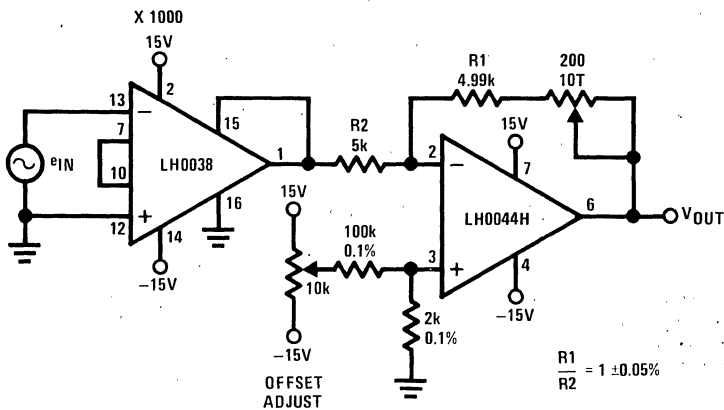 X 1000
15V
2
13
7
10
12
LH0038
15
1
16
14
−15V
eIN
R2
5k
R1
4.99k
200
10T
15V
7
2
LH0044H
6
VOUT
3
4
−15V
15V
100k
0.1%
10k
−15V
2k
0.1%
OFFSET
ADJUST
R1
R2
= 1 ±0.05%